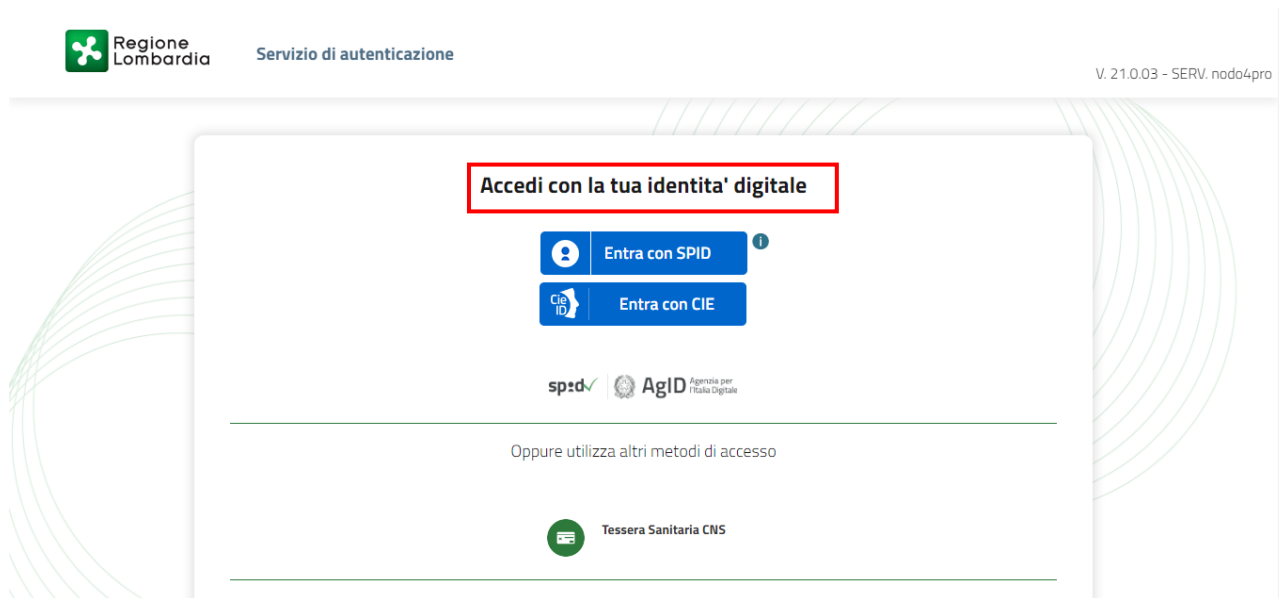 Regione
Lombardia
Servizio di autenticazione
V. 21.0.03 - SERV. nodo4pro
Accedi con la tua identita' digitale
Entra con SPID
i
Cie
ID
Entra con CIE
sp:d
AgID
Agenzia per
l'Italia Digitale
Oppure utilizza altri metodi di accesso
Tessera Sanitaria CNS